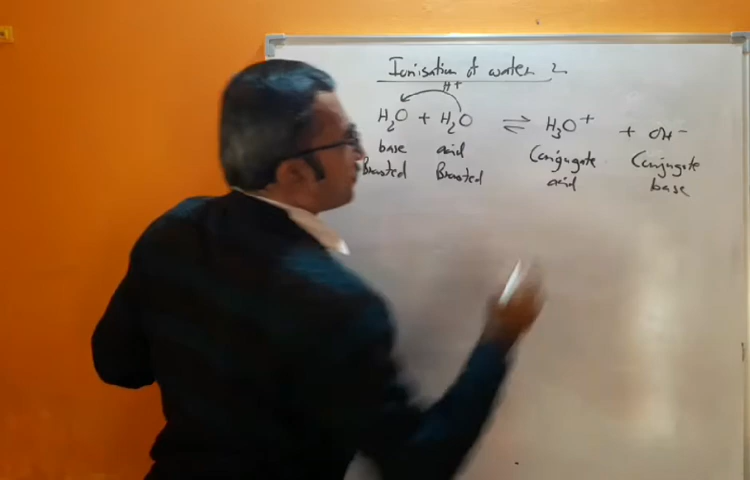 Ionisation of water 2
H+
H₂O + H₂O ⇌ H₃O⁺ + OH⁻
base acid Conjugate Conjugate
Bronsted Bronsted acid base